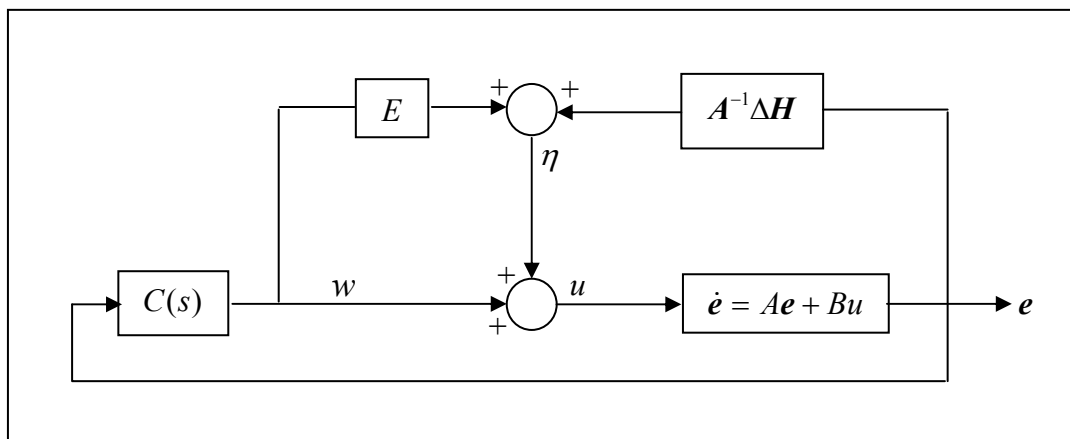 + +
E
A⁻¹ΔH
η
+
C(s)
w
u
ė = Ae + Bu
e
+